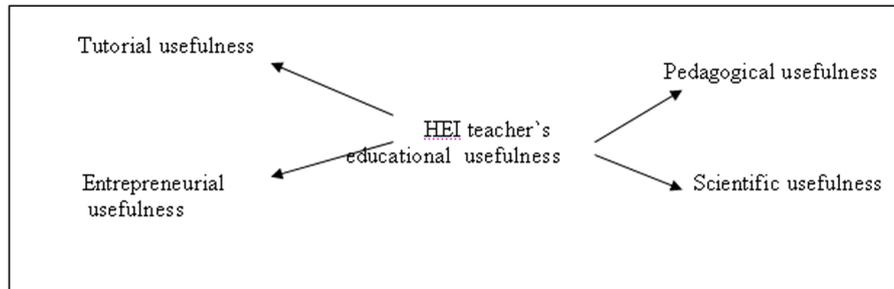 Tutorial usefulness
Pedagogical usefulness
HEI teacher`s
educational usefulness
Entrepreneurial
usefulness
Scientific usefulness